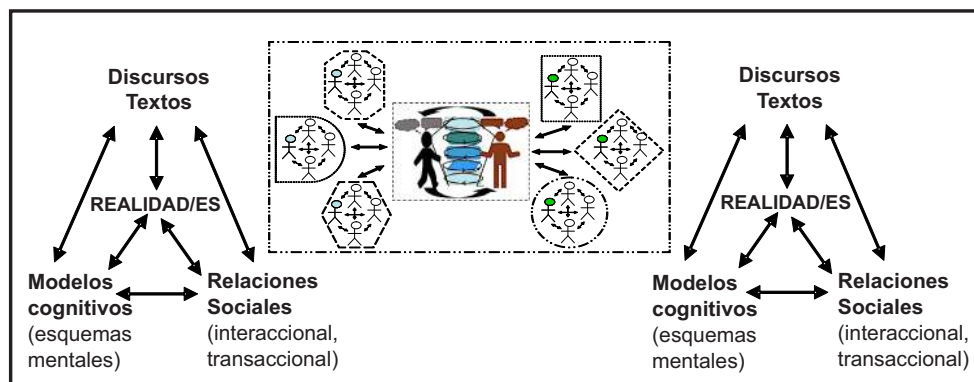 Discursos
Textos
REALIDAD/ES
Modelos
cognitivos
(esquemas
mentales)
Relaciones
Sociales
(interaccional,
transaccional)
Discursos
Textos
REALIDAD/ES
Modelos
cognitivos
(esquemas
mentales)
Relaciones
Sociales
(interaccional,
transaccional)